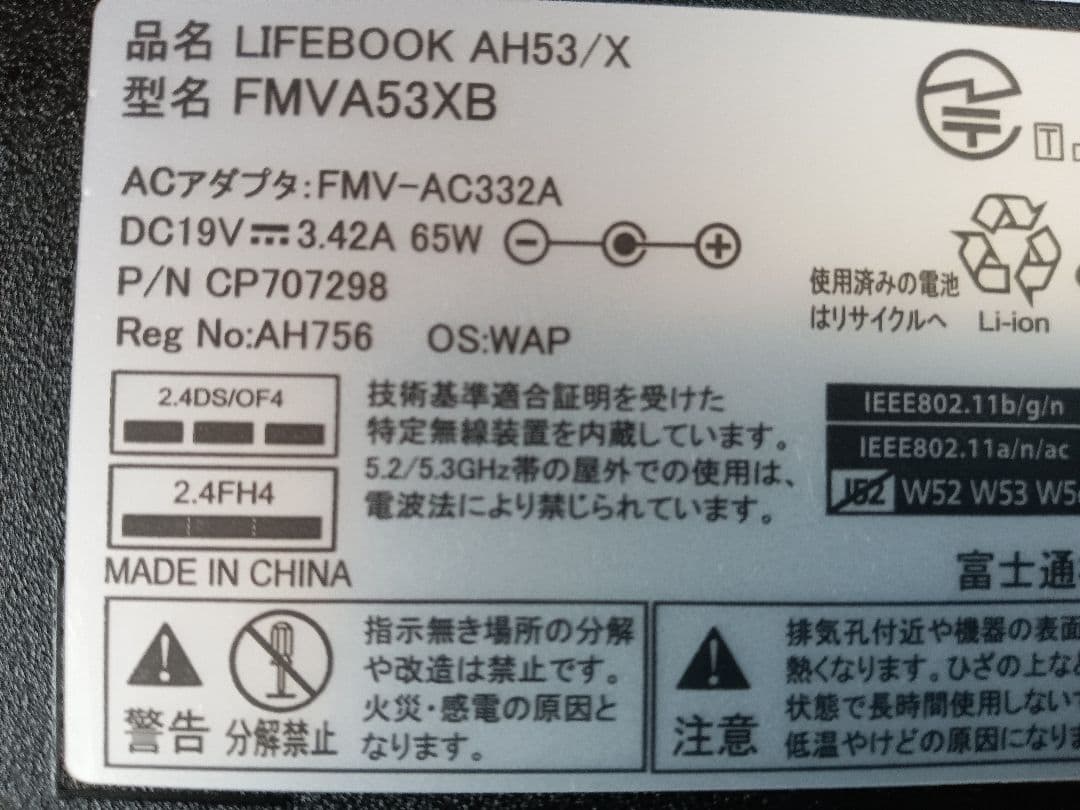 品名 LIFEBOOK AH53/X
型名 FMVA53XB
ACアダプタ:FMV-AC332A
DC19V⎓3.42A 65W
P/N CP707298
Reg No:AH756 OS:WAP
T
使用済みの電池
はリサイクルへ Li-ion
2.4DS/OF4
2.4FH4
技術基準適合証明を受けた
特定無線装置を内蔵しています。
5.2/5.3GHz帯の屋外での使用は、
電波法により禁じられています。
IEEE802.11b/g/n
IEEE802.11a/n/ac
J52 W52 W53 W5
MADE IN CHINA
富士通
警告 分解禁止
指示無き場所の分解
や改造は禁止です。
火災・感電の原因と
なります。
注意
排気孔付近や機器の表面
熱くなります。ひざの上な
状態で長時間使用しない
低温やけどの原因になりま